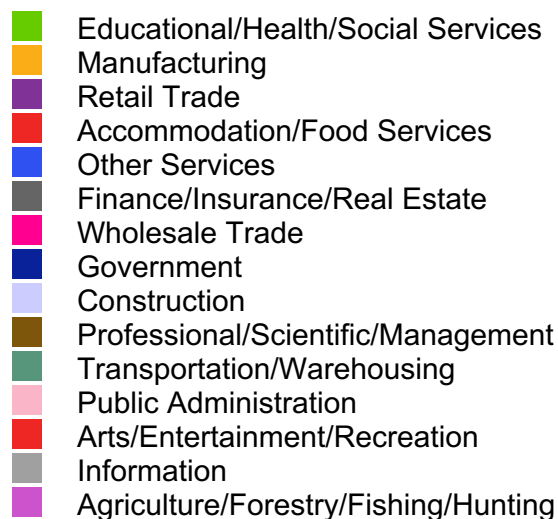 Educational/Health/Social Services
Manufacturing
Retail Trade
Accommodation/Food Services
Other Services
Finance/Insurance/Real Estate
Wholesale Trade
Government
Construction
Professional/Scientific/Management
Transportation/Warehousing
Public Administration
Arts/Entertainment/Recreation
Information
Agriculture/Forestry/Fishing/Hunting